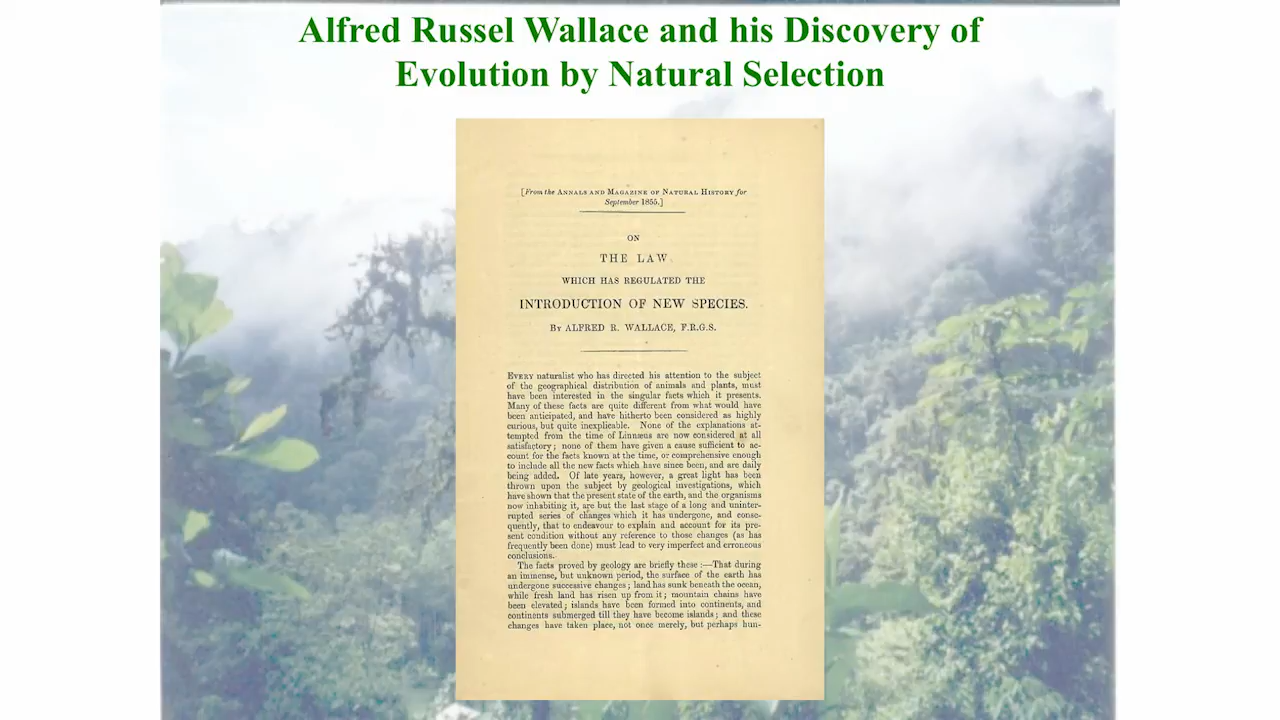 Alfred Russel Wallace and his Discovery of
Evolution by Natural Selection
[From the ANNALS AND MAGAZINE OF NATURAL HISTORY for
September 1855.]
ON
THE LAW
WHICH HAS REGULATED THE
INTRODUCTION OF NEW SPECIES.
By ALFRED R. WALLACE, F.R.G.S.
EVERY naturalist who has directed his attention to the subject
of the geographical distribution of animals and plants, must
have been interested in the singular facts which it presents.
Many of these facts are quite different from what would have
been anticipated, and have hitherto been considered as highly
curious, but quite inexplicable. None of the explanations at-
tempted from the time of Linnæus are now considered at all
satisfactory; none of them have given a cause sufficient to ac-
count for the facts known at the time, or comprehensive enough
to include all the new facts which have since been, and are daily
being added. Of late years, however, a great light has been
thrown upon the subject by geological investigations, which
have shown that the present state of the earth, and the organisms
now inhabiting it, are but the last stage of a long and uninter-
rupted series of changes which it has undergone, and conse-
quently, that to endeavour to explain and account for its pre-
sent condition without any reference to those changes (as has
frequently been done) must lead to very imperfect and erroneous
conclusions.
The facts proved by geology are briefly these :—That during
an immense, but unknown period, the surface of the earth has
undergone successive changes; land has sunk beneath the ocean,
while fresh land has risen up from it; mountain chains have
been elevated; islands have been formed into continents, and
continents submerged till they have become islands; and these
changes have taken place, not once merely, but perhaps hun-